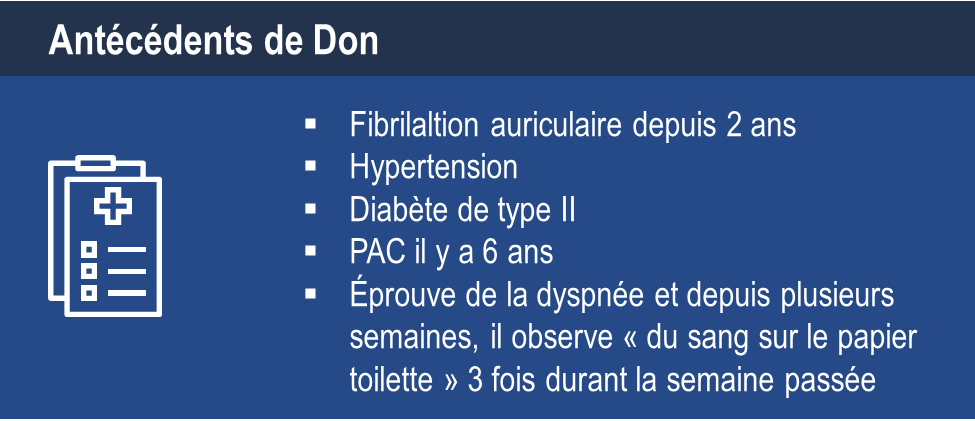 Antécédents de Don
▪ Fibrilaltion auriculaire depuis 2 ans
▪ Hypertension
▪ Diabète de type II
▪ PAC il y a 6 ans
▪ Éprouve de la dyspnée et depuis plusieurs
semaines, il observe « du sang sur le papier
toilette » 3 fois durant la semaine passée